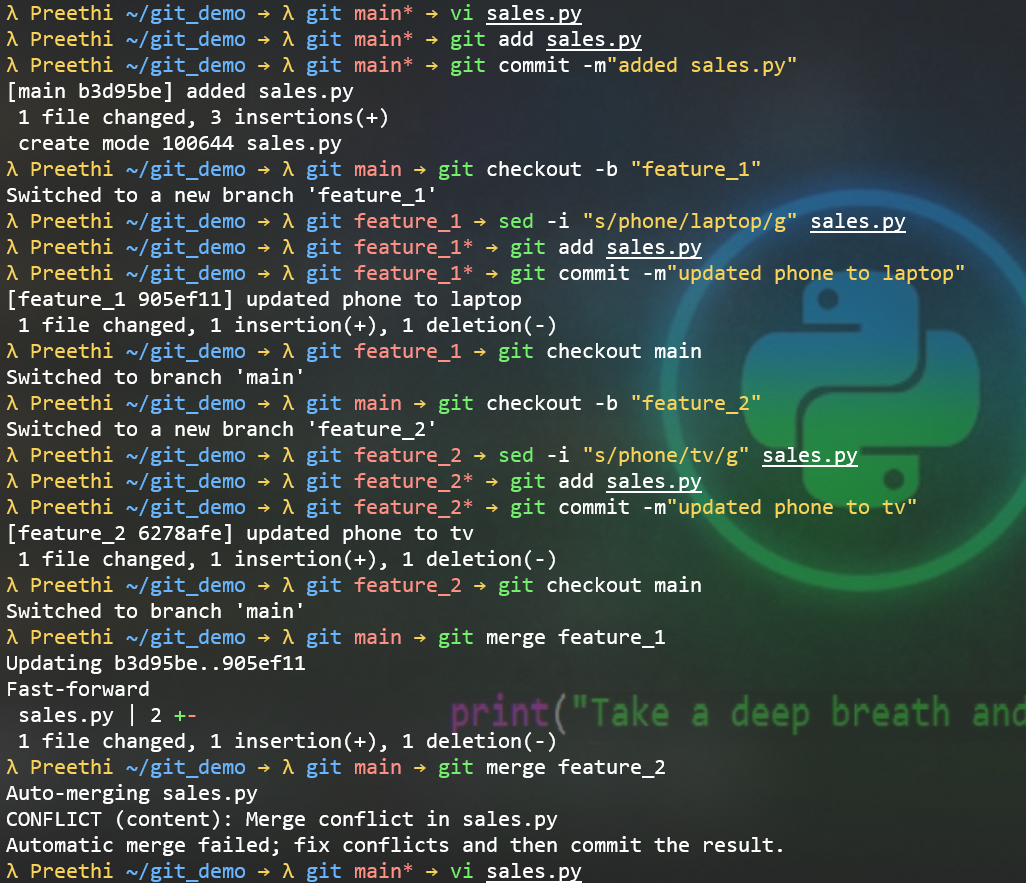 λ Preethi ~/git_demo → λ git main* → vi sales.py
λ Preethi ~/git_demo → λ git main* → git add sales.py
λ Preethi ~/git_demo → λ git main* → git commit -m"added sales.py"
[main b3d95be] added sales.py
 1 file changed, 3 insertions(+)
 create mode 100644 sales.py
λ Preethi ~/git_demo → λ git main → git checkout -b "feature_1"
Switched to a new branch 'feature_1'
λ Preethi ~/git_demo → λ git feature_1 → sed -i "s/phone/laptop/g" sales.py
λ Preethi ~/git_demo → λ git feature_1* → git add sales.py
λ Preethi ~/git_demo → λ git feature_1* → git commit -m"updated phone to laptop"
[feature_1 905ef11] updated phone to laptop
 1 file changed, 1 insertion(+), 1 deletion(-)
λ Preethi ~/git_demo → λ git feature_1 → git checkout main
Switched to branch 'main'
λ Preethi ~/git_demo → λ git main → git checkout -b "feature_2"
Switched to a new branch 'feature_2'
λ Preethi ~/git_demo → λ git feature_2 → sed -i "s/phone/tv/g" sales.py
λ Preethi ~/git_demo → λ git feature_2* → git add sales.py
λ Preethi ~/git_demo → λ git feature_2* → git commit -m"updated phone to tv"
[feature_2 6278afe] updated phone to tv
 1 file changed, 1 insertion(+), 1 deletion(-)
λ Preethi ~/git_demo → λ git feature_2 → git checkout main
Switched to branch 'main'
λ Preethi ~/git_demo → λ git main → git merge feature_1
Updating b3d95be..905ef11
Fast-forward
 sales.py | 2 +-
print("Take a deep breath and
 1 file changed, 1 insertion(+), 1 deletion(-)
λ Preethi ~/git_demo → λ git main → git merge feature_2
Auto-merging sales.py
CONFLICT (content): Merge conflict in sales.py
Automatic merge failed; fix conflicts and then commit the result.
λ Preethi ~/git_demo → λ git main* → vi sales.py